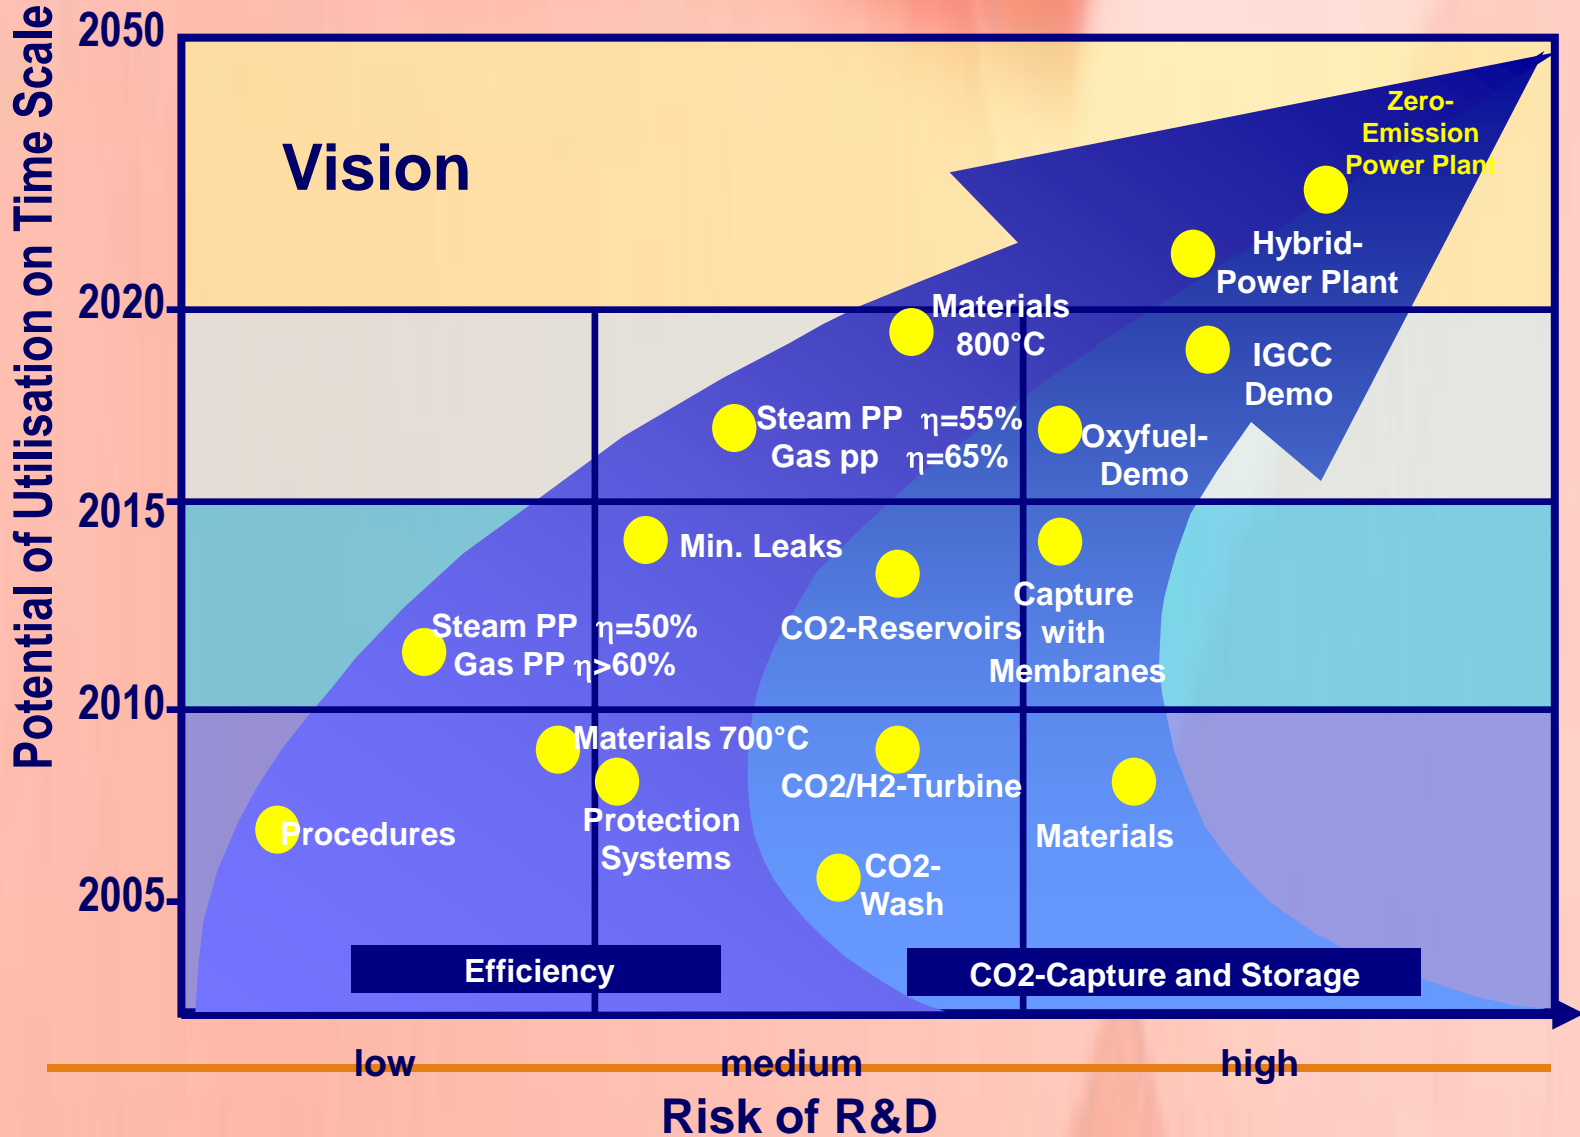 Potential of Utilisation on Time Scale
2050
2020
2015
2010
2005
Vision
Zero-
Emission
Power Plant
Hybrid-
Power Plant
Materials
800°C
IGCC
Demo
Steam PP η=55%
Gas pp η=65%
Oxyfuel-
Demo
Min. Leaks
CO2-Reservoirs
Capture
with
Membranes
Steam PP η=50%
Gas PP η>60%
Materials 700°C
CO2/H2-Turbine
Procedures
Protection
Systems
Materials
CO2-
Wash
Efficiency
CO2-Capture and Storage
low
medium
high
Risk of R&D